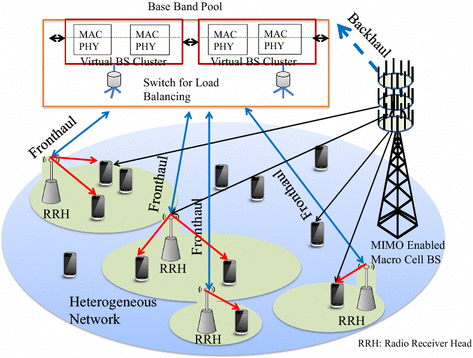 Base Band Pool
MAC
PHY
MAC
PHY
MAC
PHY
MAC
PHY
Virtual BS Cluster
Virtual BS Cluster
Switch for Load
Balancing
Backhaul
Fronthaul
Fronthaul
Fronthaul
Fronthaul
RRH
RRH
RRH
RRH
MIMO Enabled
Macro Cell BS
Heterogeneous
Network
RRH: Radio Receiver Head